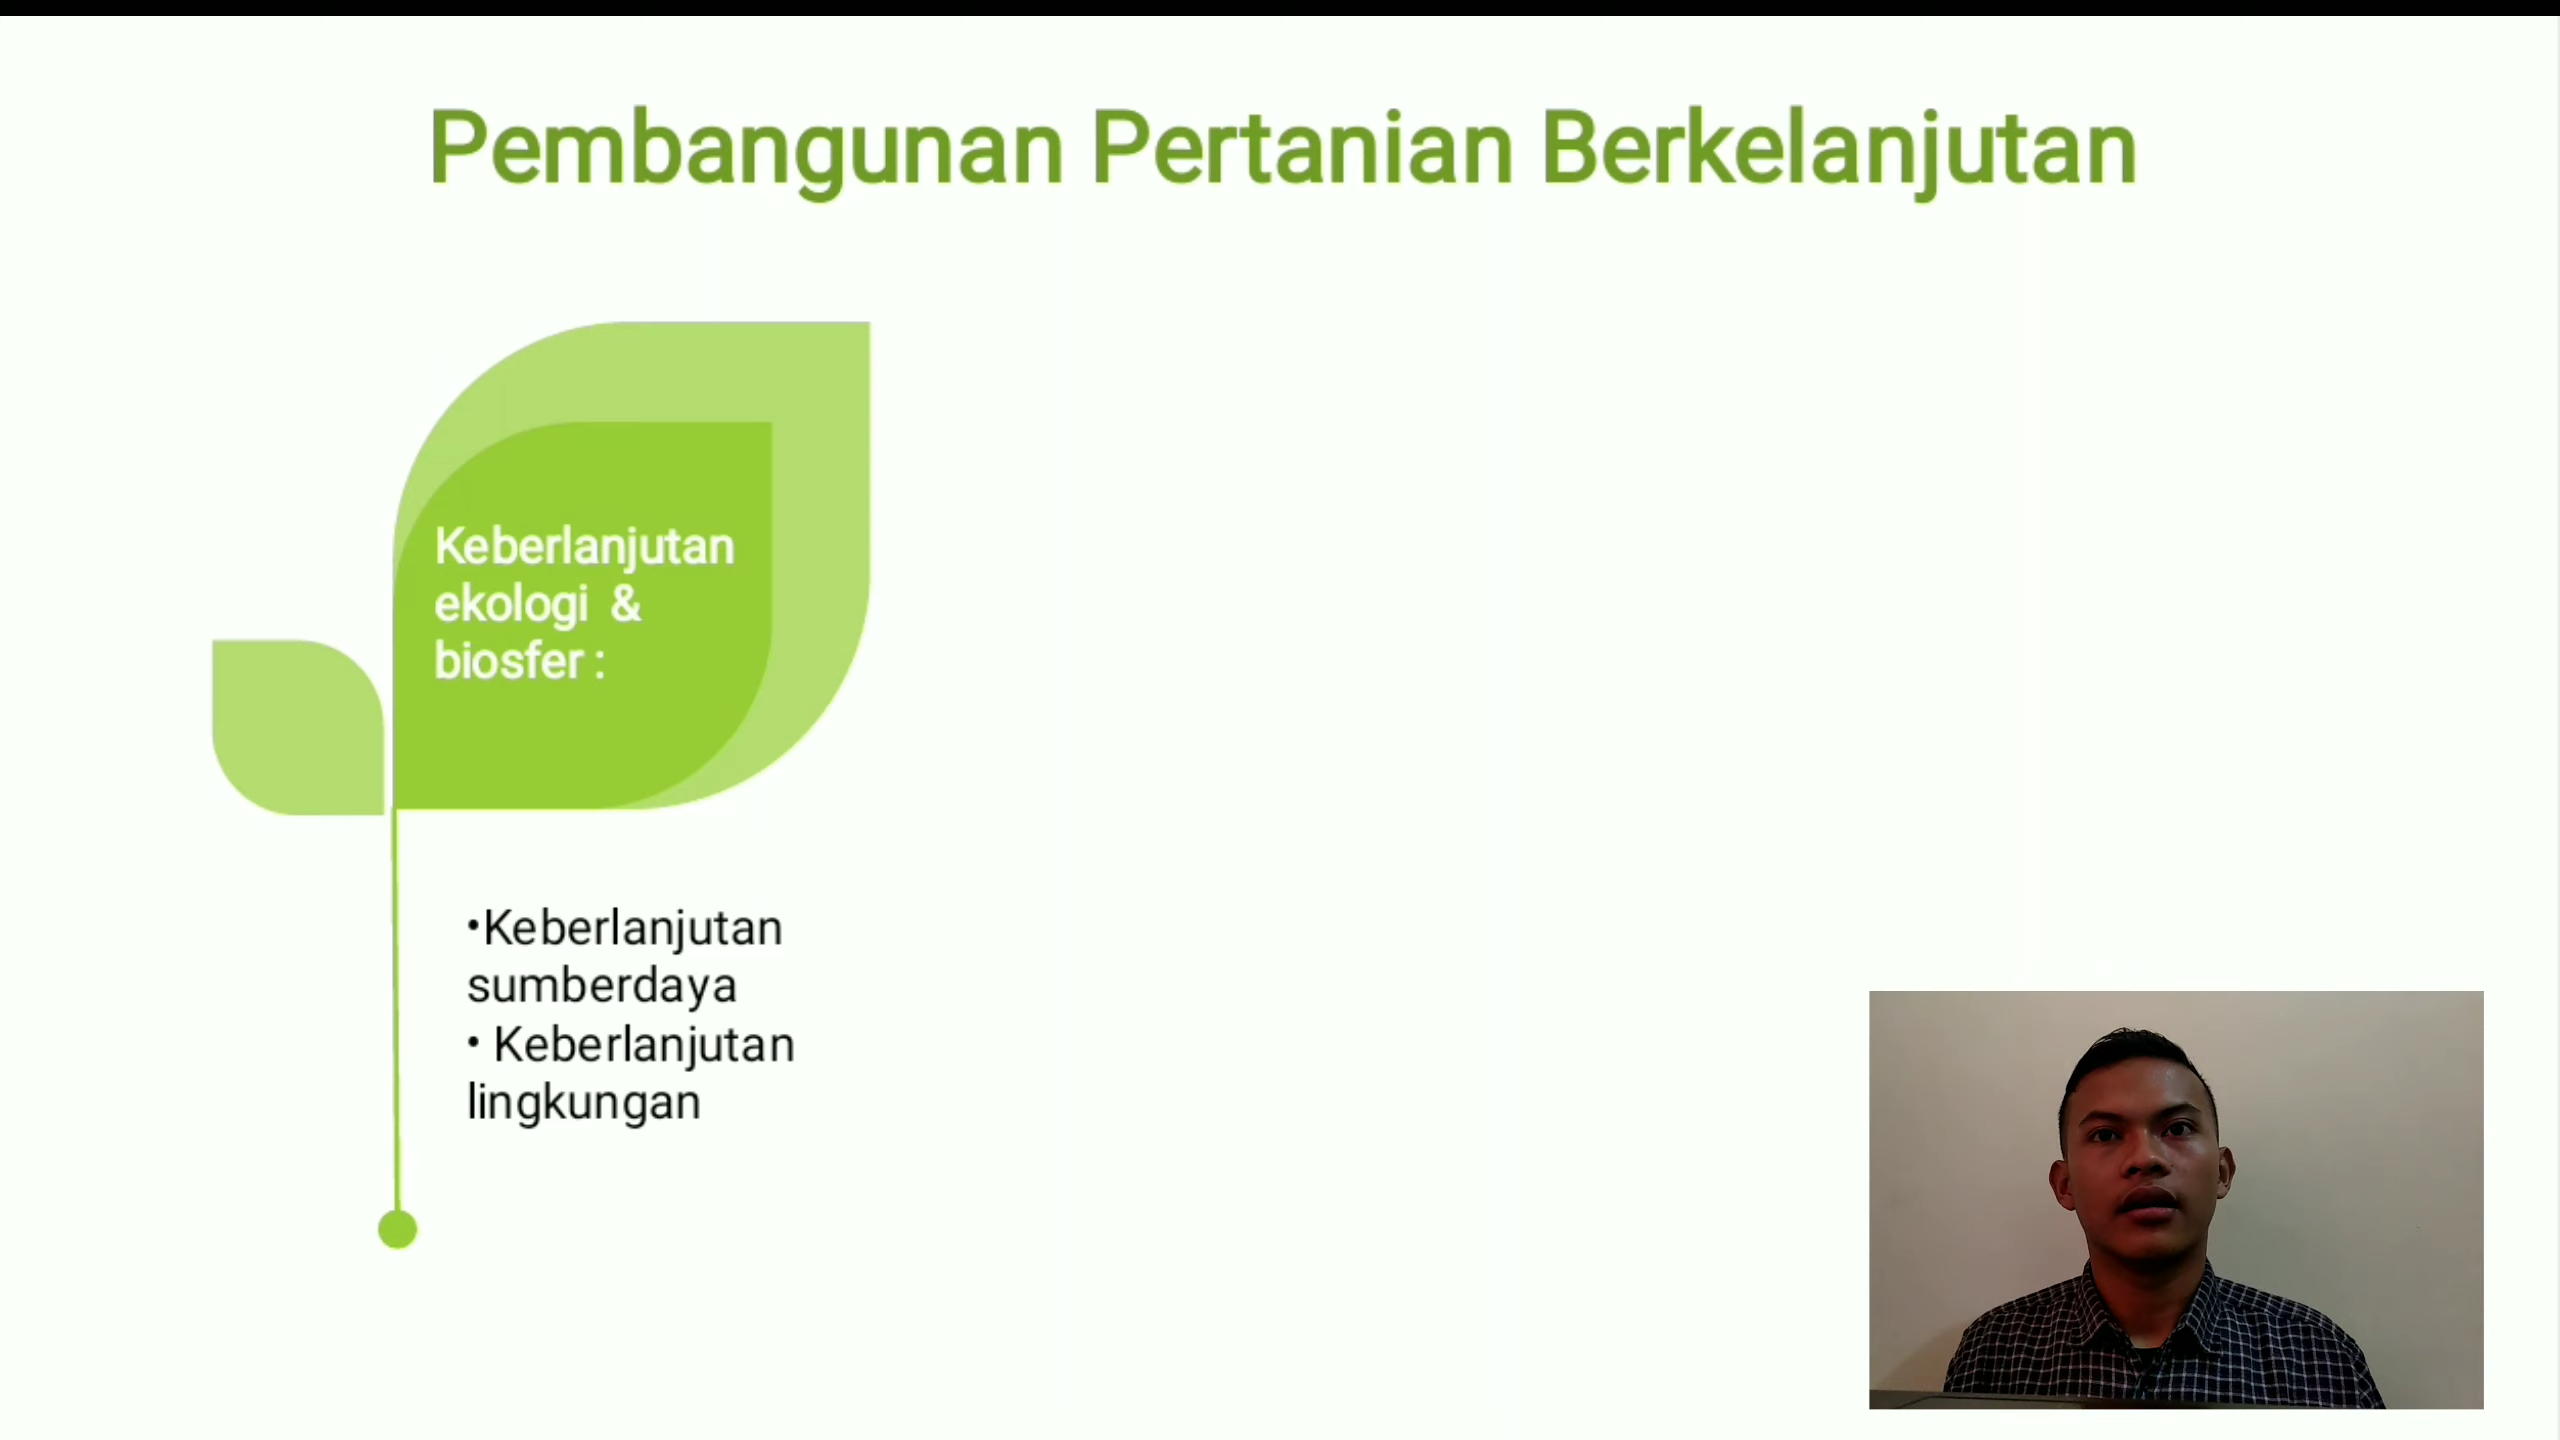 Pembangunan Pertanian Berkelanjutan
Keberlanjutan
ekologi &
biosfer :
•Keberlanjutan
sumberdaya
• Keberlanjutan
lingkungan